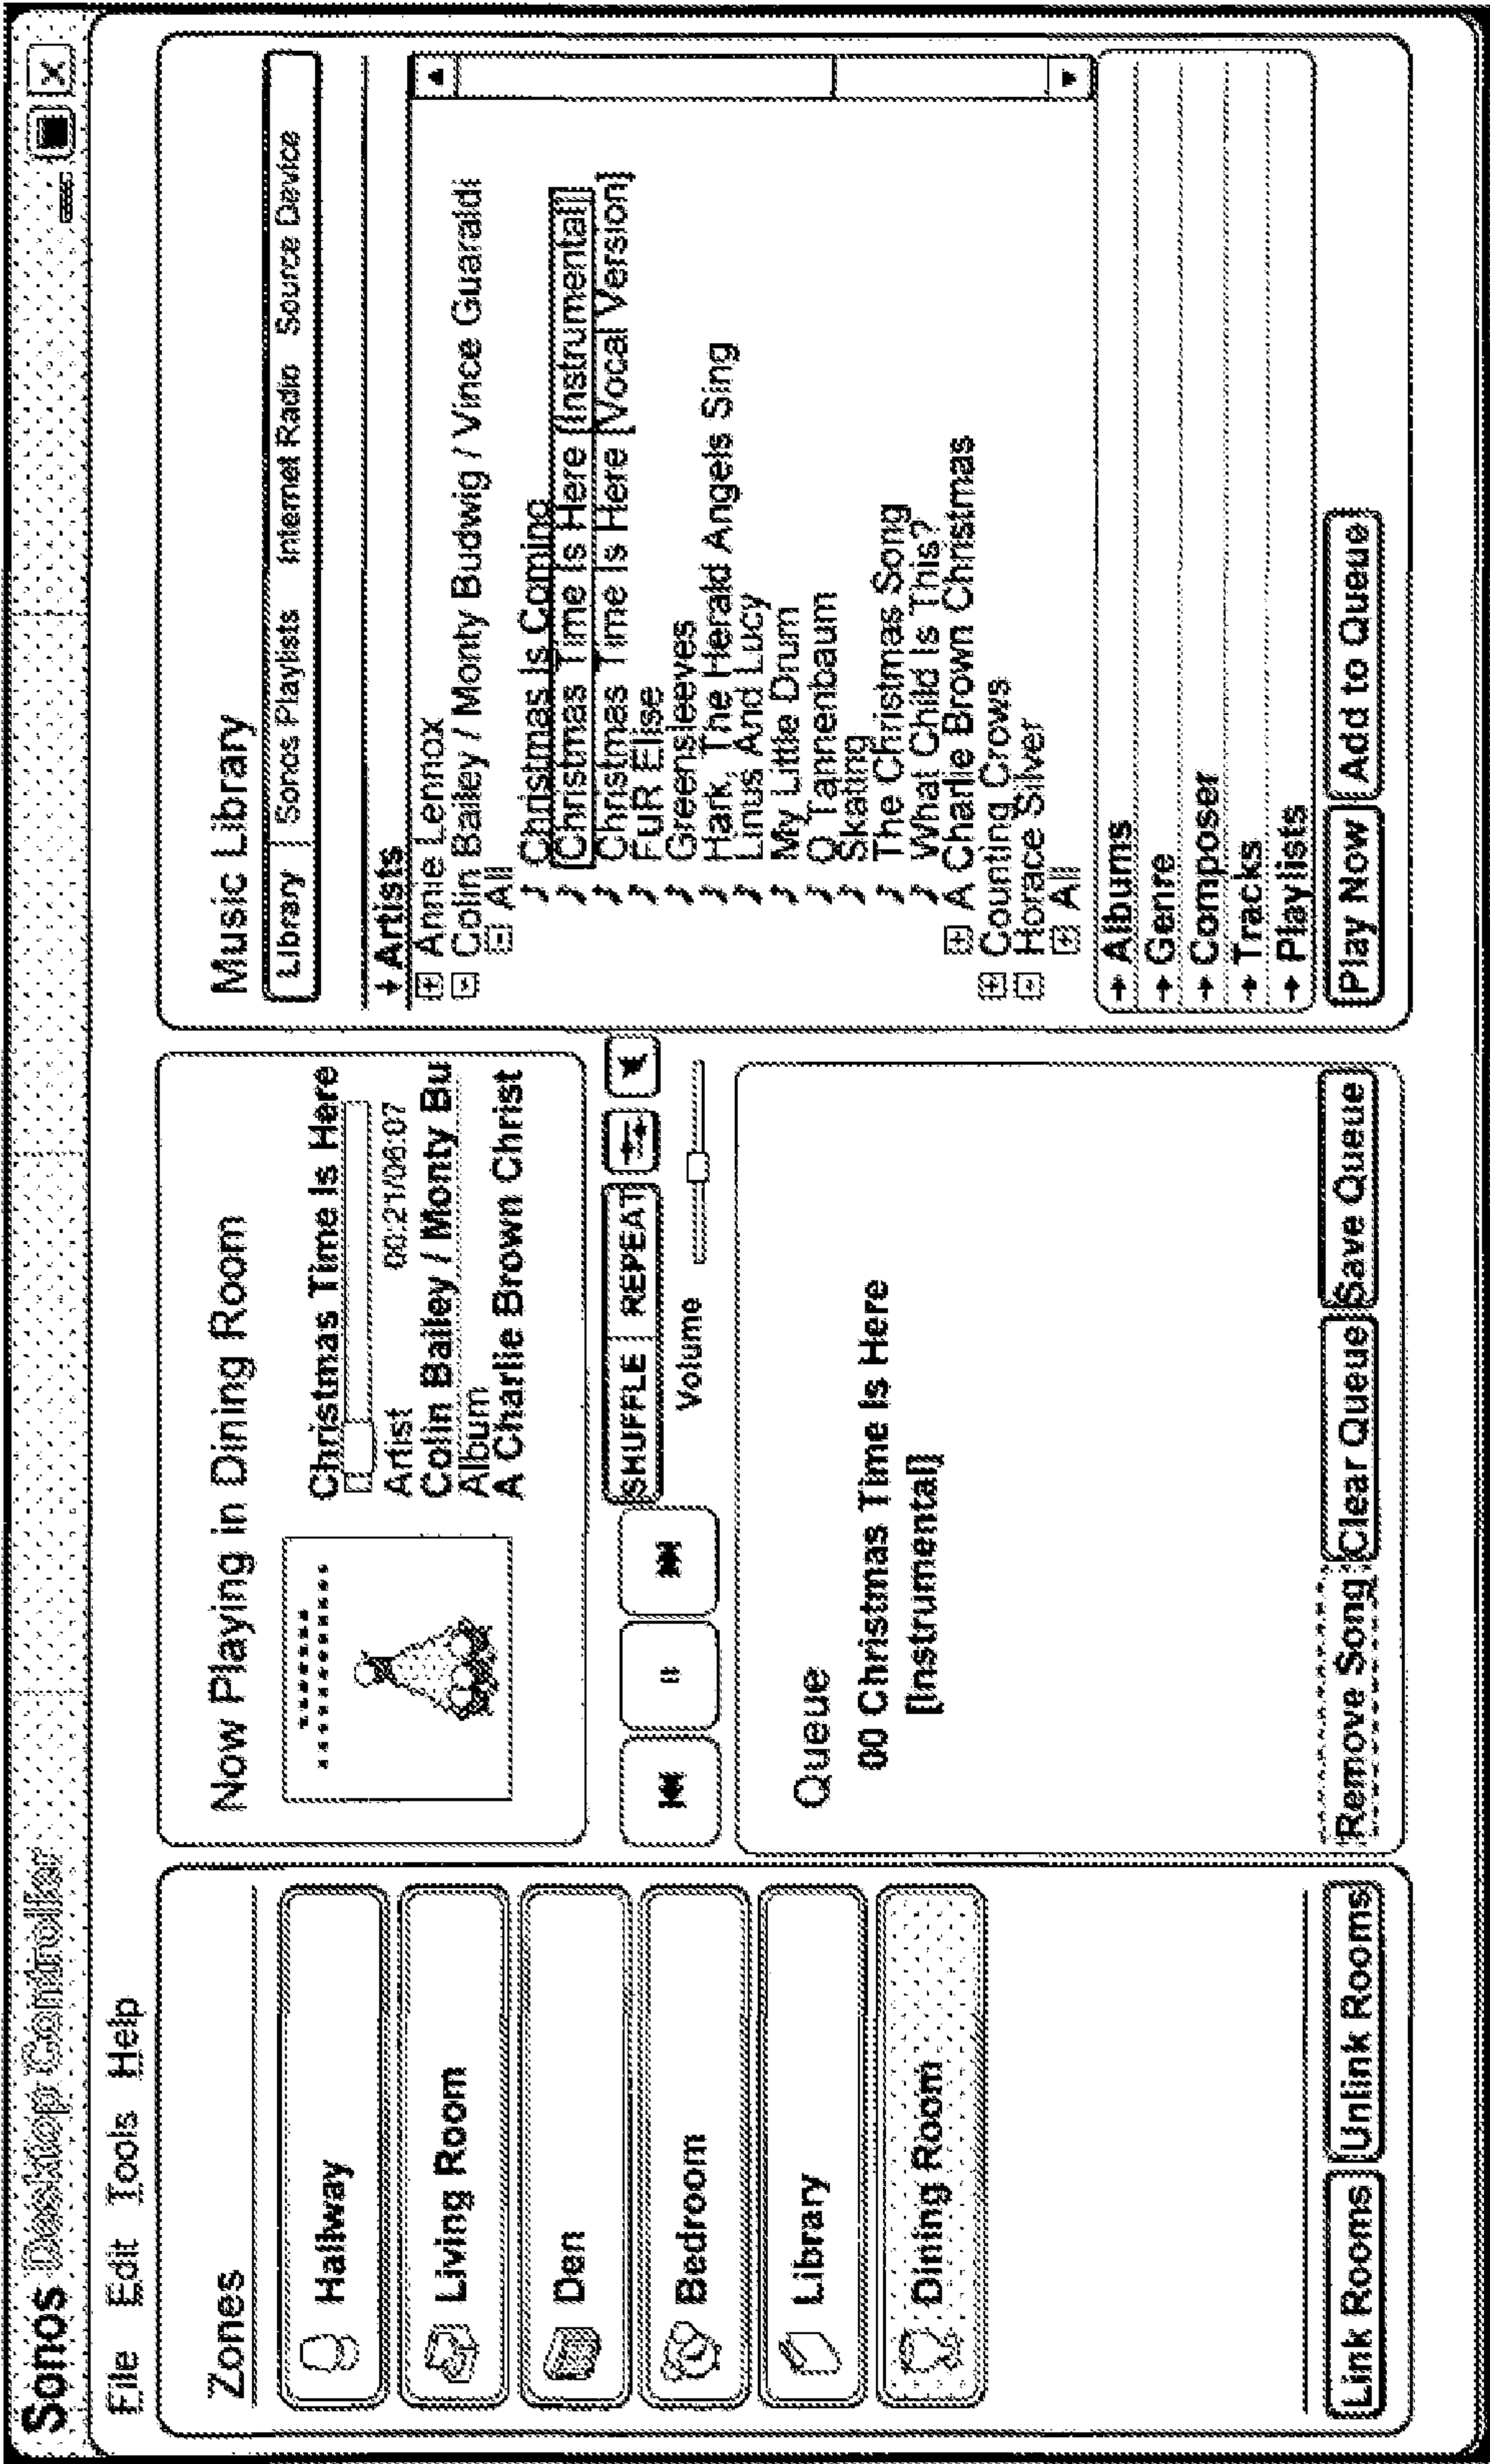 Sonos Desktop Controller
File Edit Tools Help
Zones
Hallway
Living Room
Den
Bedroom
Library
Dining Room
Link Rooms Unlink Rooms
Now Playing in Dining Room
Christmas Time Is Here
00:21/06:07
Artist
Colin Bailey / Monty Bu
Album
A Charlie Brown Christ
SHUFFLE REPEAT
Volume
Queue
00 Christmas Time Is Here
[Instrumental]
Remove Song Clear Queue Save Queue
Music Library
Library Sonos Playlists Internet Radio Source Device
Artists
Annie Lennox
Colin Bailey / Monty Budwig / Vince Guaraldi
All
Christmas Is Coming
Christmas Time Is Here [Instrumental]
Christmas Time Is Here [Vocal Version]
FuR Elise
Greensleeves
Hark, The Herald Angels Sing
Linus And Lucy
My Little Drum
O Tannenbaum
Skating
The Christmas Song
What Child Is This?
A Charlie Brown Christmas
Counting Crows
Horace Silver
All
Albums
Genre
Composer
Tracks
Playlists
Play Now Add to Queue